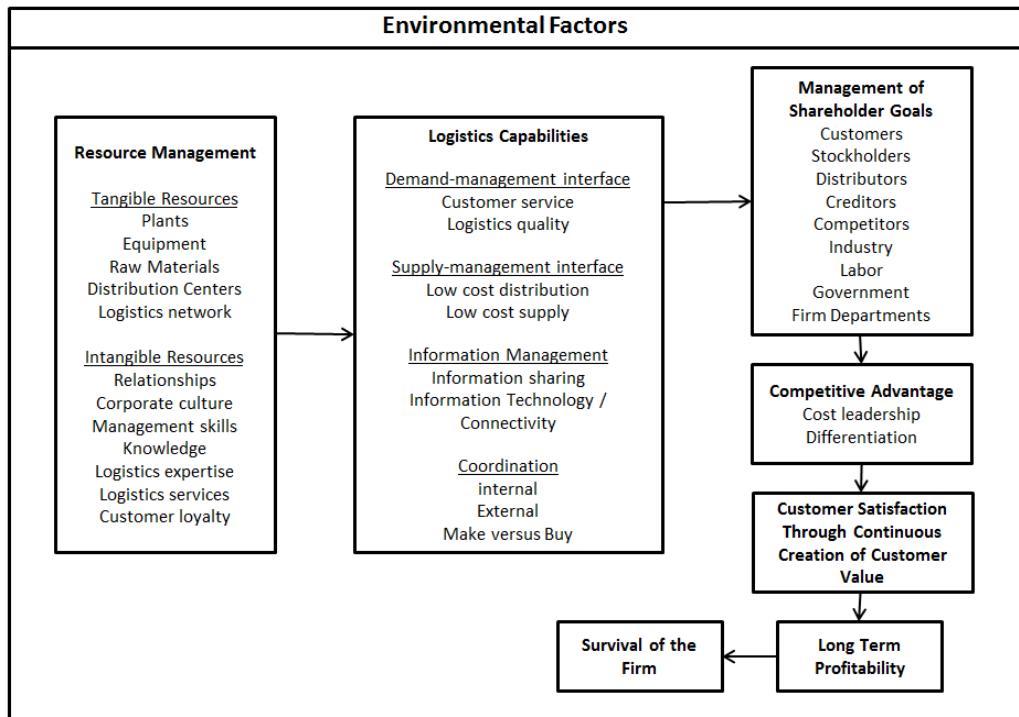 Environmental Factors
Resource Management
Tangible Resources
Plants
Equipment
Raw Materials
Distribution Centers
Logistics network
Intangible Resources
Relationships
Corporate culture
Management skills
Knowledge
Logistics expertise
Logistics services
Customer loyalty
Logistics Capabilities
Demand-management interface
Customer service
Logistics quality
Supply-management interface
Low cost distribution
Low cost supply
Information Management
Information sharing
Information Technology /
Connectivity
Coordination
internal
External
Make versus Buy
Management of
Shareholder Goals
Customers
Stockholders
Distributors
Creditors
Competitors
Industry
Labor
Government
Firm Departments
Competitive Advantage
Cost leadership
Differentiation
Customer Satisfaction
Through Continuous
Creation of Customer
Value
Long Term
Profitability
Survival of the
Firm